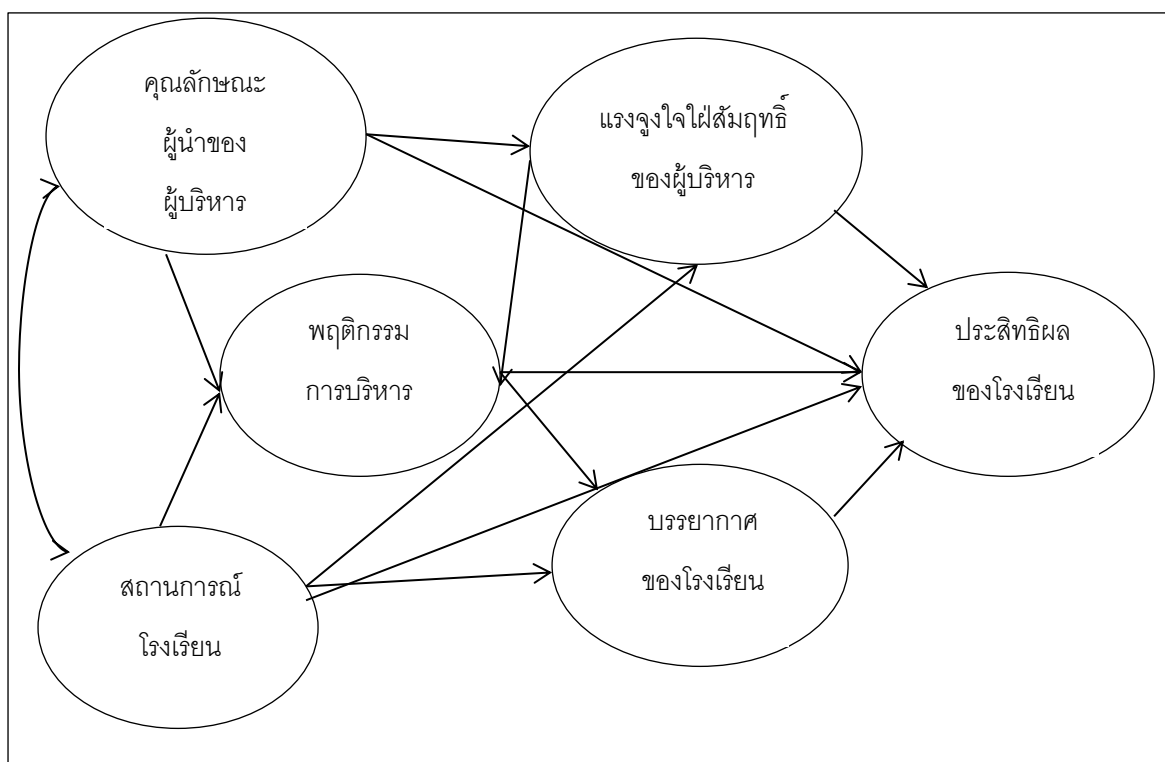 คุณลักษณะ
ผู้นำของ
ผู้บริหาร
แรงจูงใจใฝ่สัมฤทธิ์
ของผู้บริหาร
พฤติกรรม
การบริหาร
ประสิทธิผล
ของโรงเรียน
บรรยากาศ
ของโรงเรียน
สถานการณ์
โรงเรียน